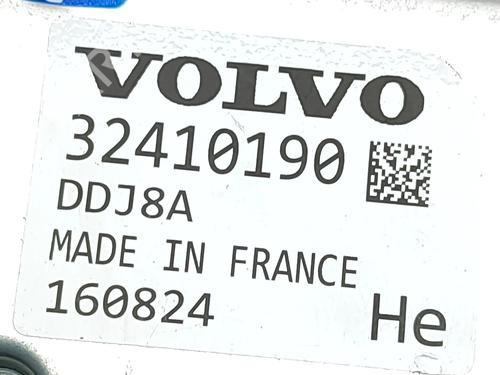 VOLVO
32410190
DDJ8A
MADE IN FRANCE
160824
He